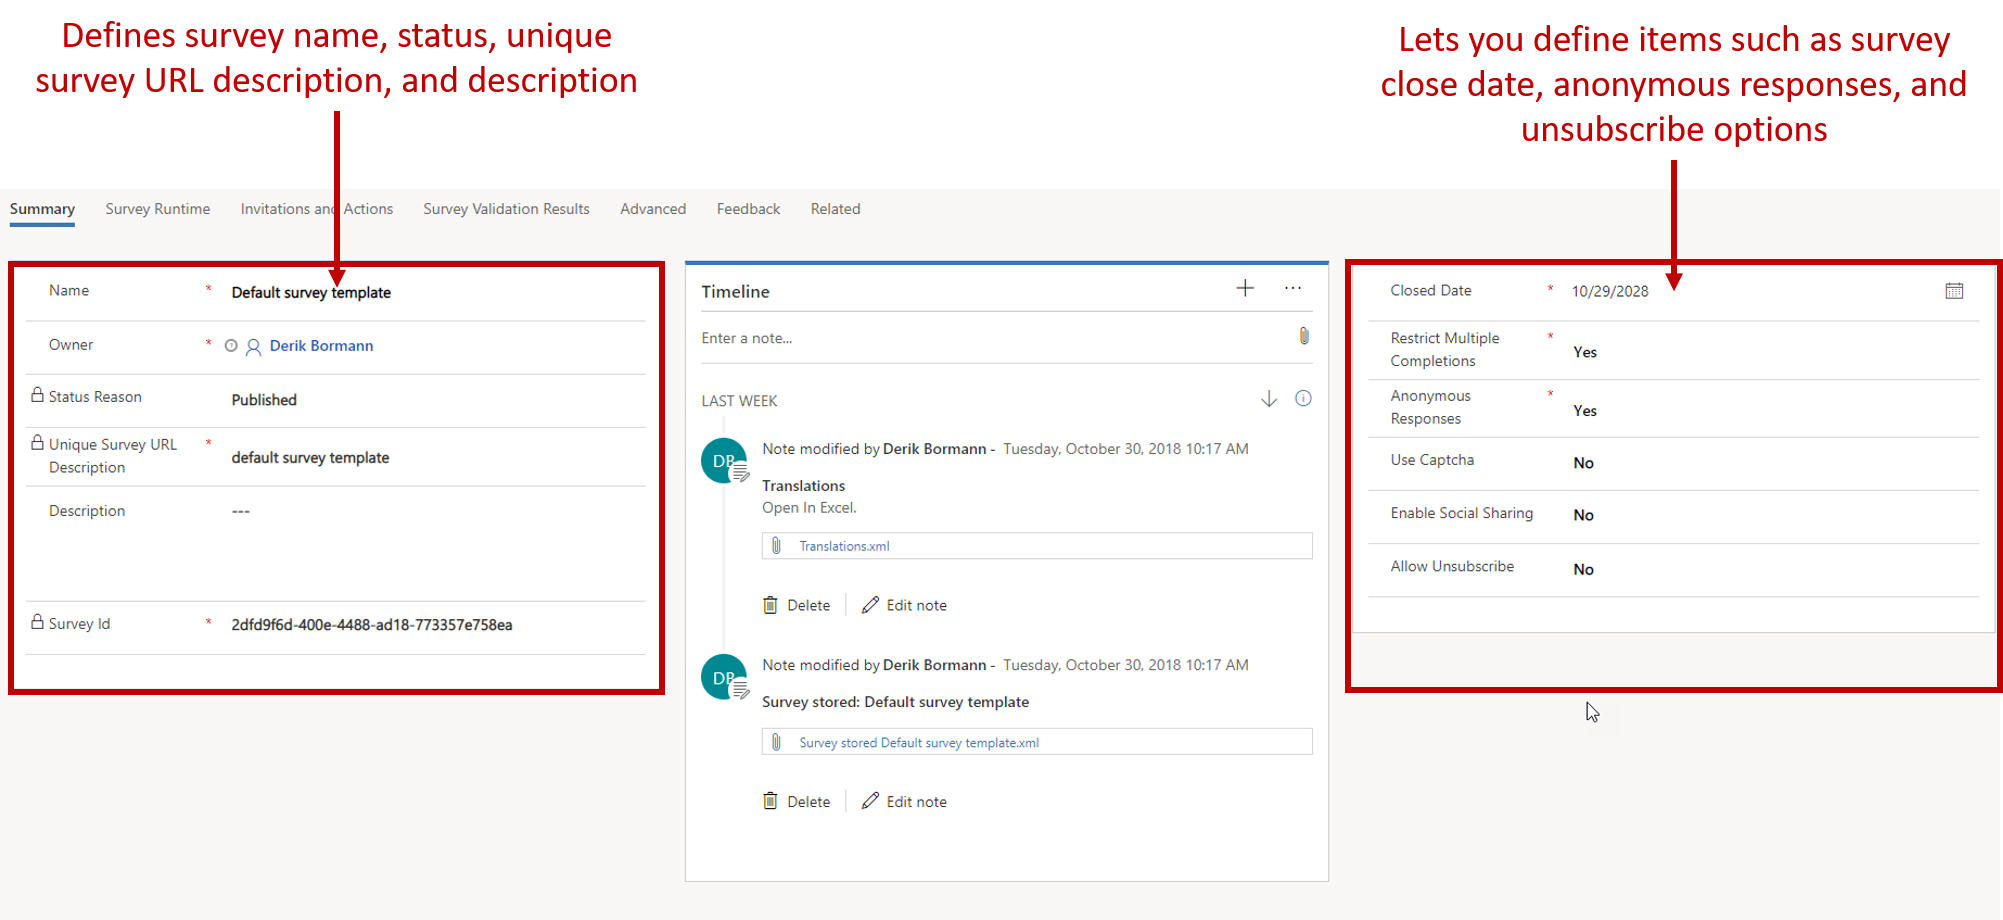 Defines survey name, status, unique
survey URL description, and description
Lets you define items such as survey
close date, anonymous responses, and
unsubscribe options
Summary Survey Runtime Invitations and Actions Survey Validation Results Advanced Feedback Related
Name * Default survey template
Owner * Derik Bormann
Status Reason Published
Unique Survey URL * 
Description default survey template
Description ---
Survey Id * 2dfd9f6d-400e-4488-ad18-773357e758ea
Timeline
Enter a note...
LAST WEEK
DB
Note modified by Derik Bormann - Tuesday, October 30, 2018 10:17 AM
Translations
Open In Excel.
Translations.xml
Delete Edit note
DB
Note modified by Derik Bormann - Tuesday, October 30, 2018 10:17 AM
Survey stored: Default survey template
Survey stored Default survey template.xml
Delete Edit note
Closed Date * 10/29/2028
Restrict Multiple *
Completions Yes
Anonymous *
Responses Yes
Use Captcha No
Enable Social Sharing No
Allow Unsubscribe No